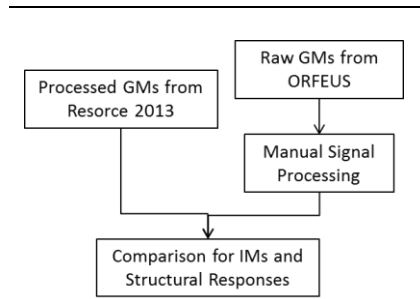 Raw GMs from
ORFEUS
Processed GMs from
Resorce 2013
Manual Signal
Processing
Comparison for IMs and
Structural Responses